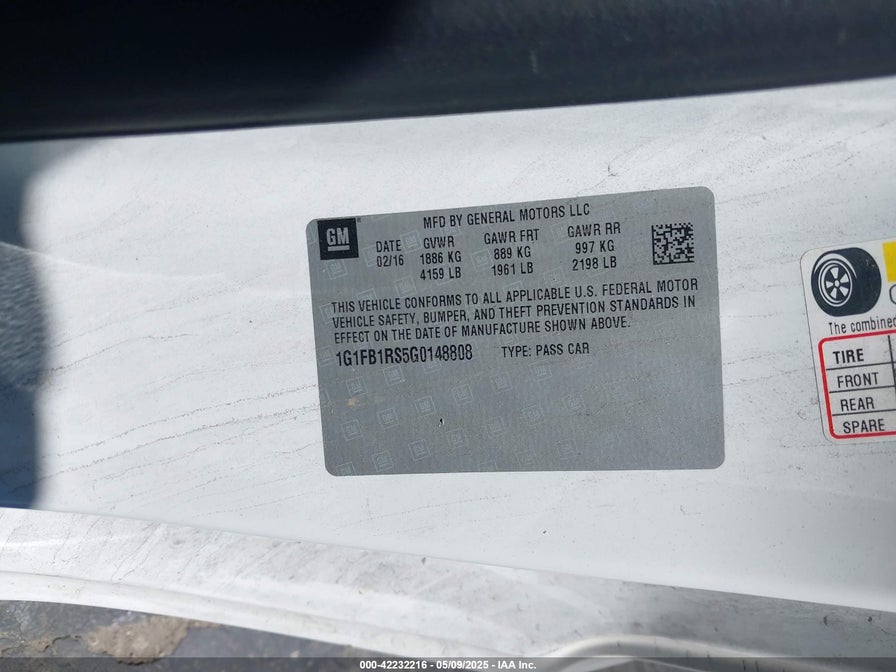 GM
MFD BY GENERAL MOTORS LLC
DATE GVWR GAWR FRT GAWR RR
02/16 1886 KG 889 KG 997 KG
4159 LB 1961 LB 2198 LB
THIS VEHICLE CONFORMS TO ALL APPLICABLE U.S. FEDERAL MOTOR
VEHICLE SAFETY, BUMPER, AND THEFT PREVENTION STANDARDS IN
EFFECT ON THE DATE OF MANUFACTURE SHOWN ABOVE.
1G1FB1RS5G0148808 TYPE: PASS CAR
The combined
TIRE
FRONT
REAR
SPARE
000-42232216 - 05/09/2025 - IAA Inc.